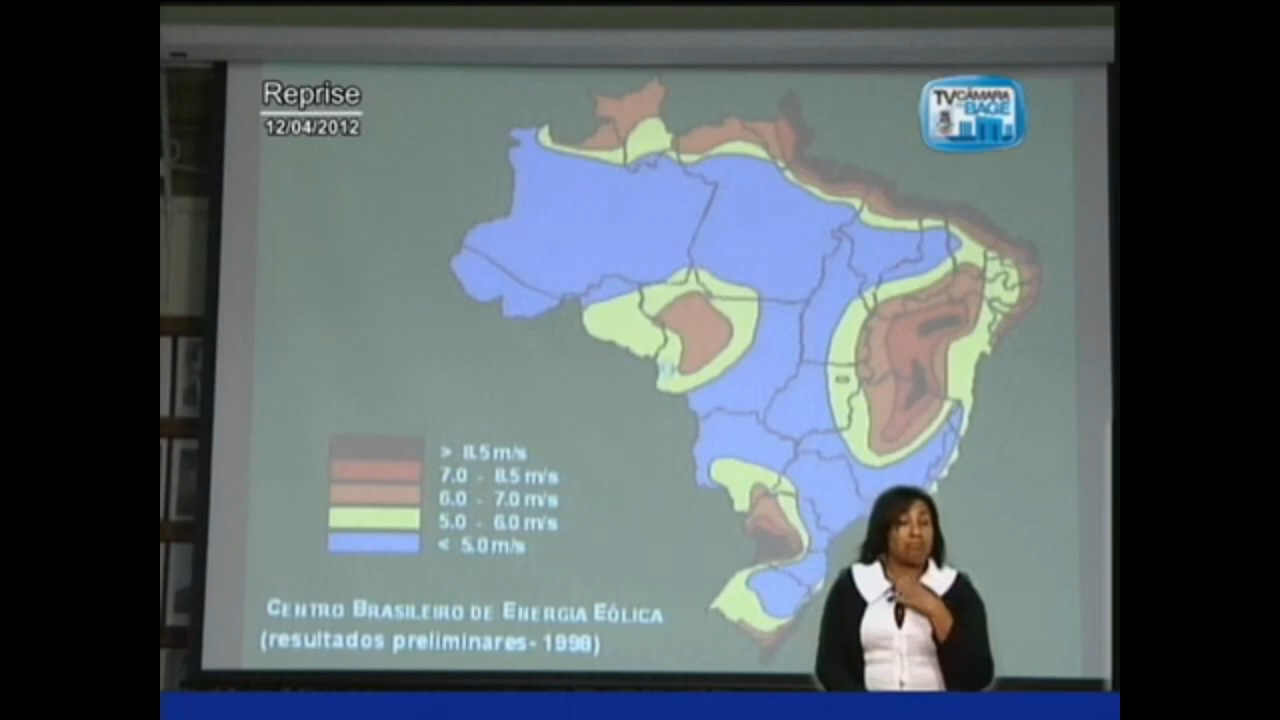 Reprise
12/04/2012
TV CÂMARA
BAGÉ
> 8.5 m/s
7.0 - 8.5 m/s
6.0 - 7.0 m/s
5.0 - 6.0 m/s
< 5.0 m/s
CENTRO BRASILEIRO DE ENERGIA EÓLICA
(resultados preliminares- 1998)